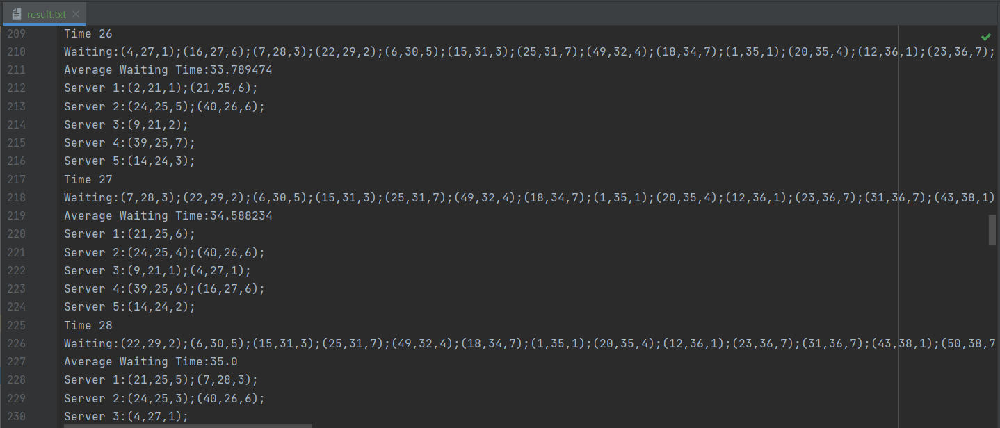 result.txt
209 Time 26
210 Waiting:(4,27,1);(16,27,6);(7,28,3);(22,29,2);(6,30,5);(15,31,3);(25,31,7);(49,32,4);(18,34,7);(1,35,1);(20,35,4);(12,36,1);(23,36,7);
211 Average Waiting Time:33.789474
212 Server 1:(2,21,1);(21,25,6);
213 Server 2:(24,25,5);(40,26,6);
214 Server 3:(9,21,2);
215 Server 4:(39,25,7);
216 Server 5:(14,24,3);
217 Time 27
218 Waiting:(7,28,3);(22,29,2);(6,30,5);(15,31,3);(25,31,7);(49,32,4);(18,34,7);(1,35,1);(20,35,4);(12,36,1);(23,36,7);(31,36,7);(43,38,1)
219 Average Waiting Time:34.588234
220 Server 1:(21,25,6);
221 Server 2:(24,25,4);(40,26,6);
222 Server 3:(9,21,1);(4,27,1);
223 Server 4:(39,25,6);(16,27,6);
224 Server 5:(14,24,2);
225 Time 28
226 Waiting:(22,29,2);(6,30,5);(15,31,3);(25,31,7);(49,32,4);(18,34,7);(1,35,1);(20,35,4);(12,36,1);(23,36,7);(31,36,7);(43,38,1);(50,38,7
227 Average Waiting Time:35.0
228 Server 1:(21,25,5);(7,28,3);
229 Server 2:(24,25,3);(40,26,6);
230 Server 3:(4,27,1);